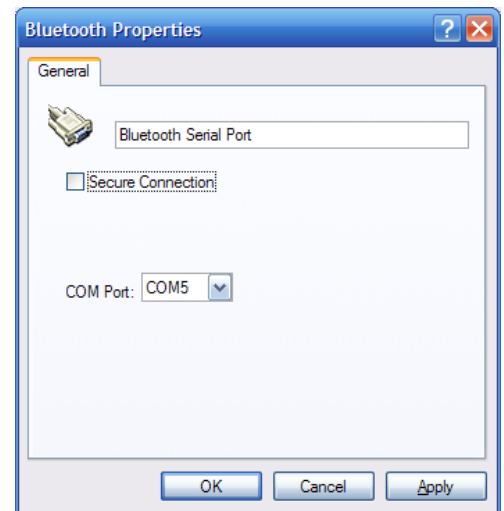 Bluetooth Properties
General
Bluetooth Serial Port
Secure Connection
COM Port: COM5
OK Cancel Apply